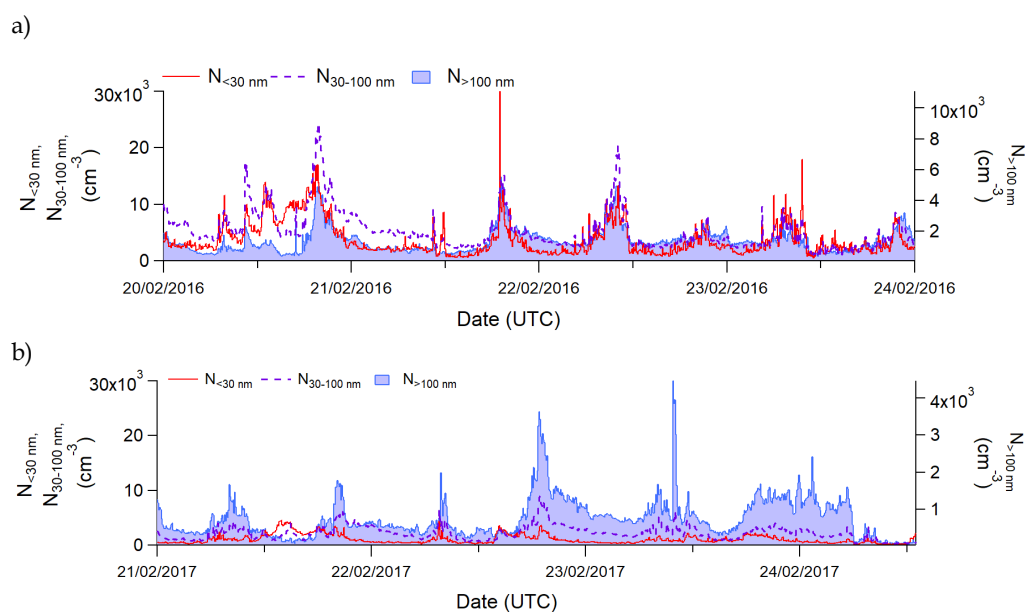 a)
N<30 nm N30-100 nm N>100 nm
30x10³
20
10
0
10x10³
8
6
4
2
N<30 nm,
N30-100 nm,
(cm⁻³)
N>100 nm
(cm⁻³)
20/02/2016 21/02/2016 22/02/2016 23/02/2016 24/02/2016
Date (UTC)
b)
N<30 nm N30-100 nm N>100 nm
30x10³
20
10
0
4x10³
3
2
1
N<30 nm,
N30-100 nm,
(cm⁻³)
N>100 nm
(cm⁻³)
21/02/2017 22/02/2017 23/02/2017 24/02/2017
Date (UTC)